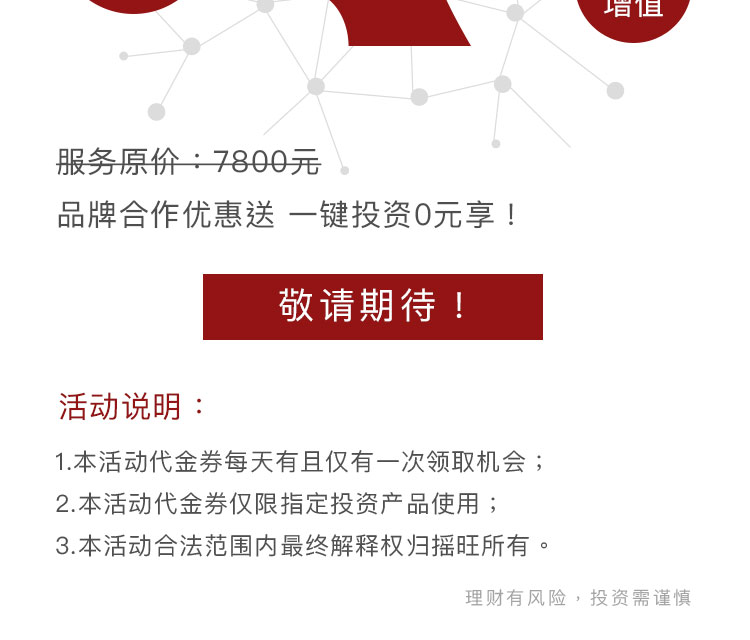 增值
服务原价：7800元
品牌合作优惠送 一键投资0元享！
敬请期待！
活动说明：
1.本活动代金券每天有且仅有一次领取机会；
2.本活动代金券仅限指定投资产品使用；
3.本活动合法范围内最终解释权归摇旺所有。
理财有风险，投资需谨慎